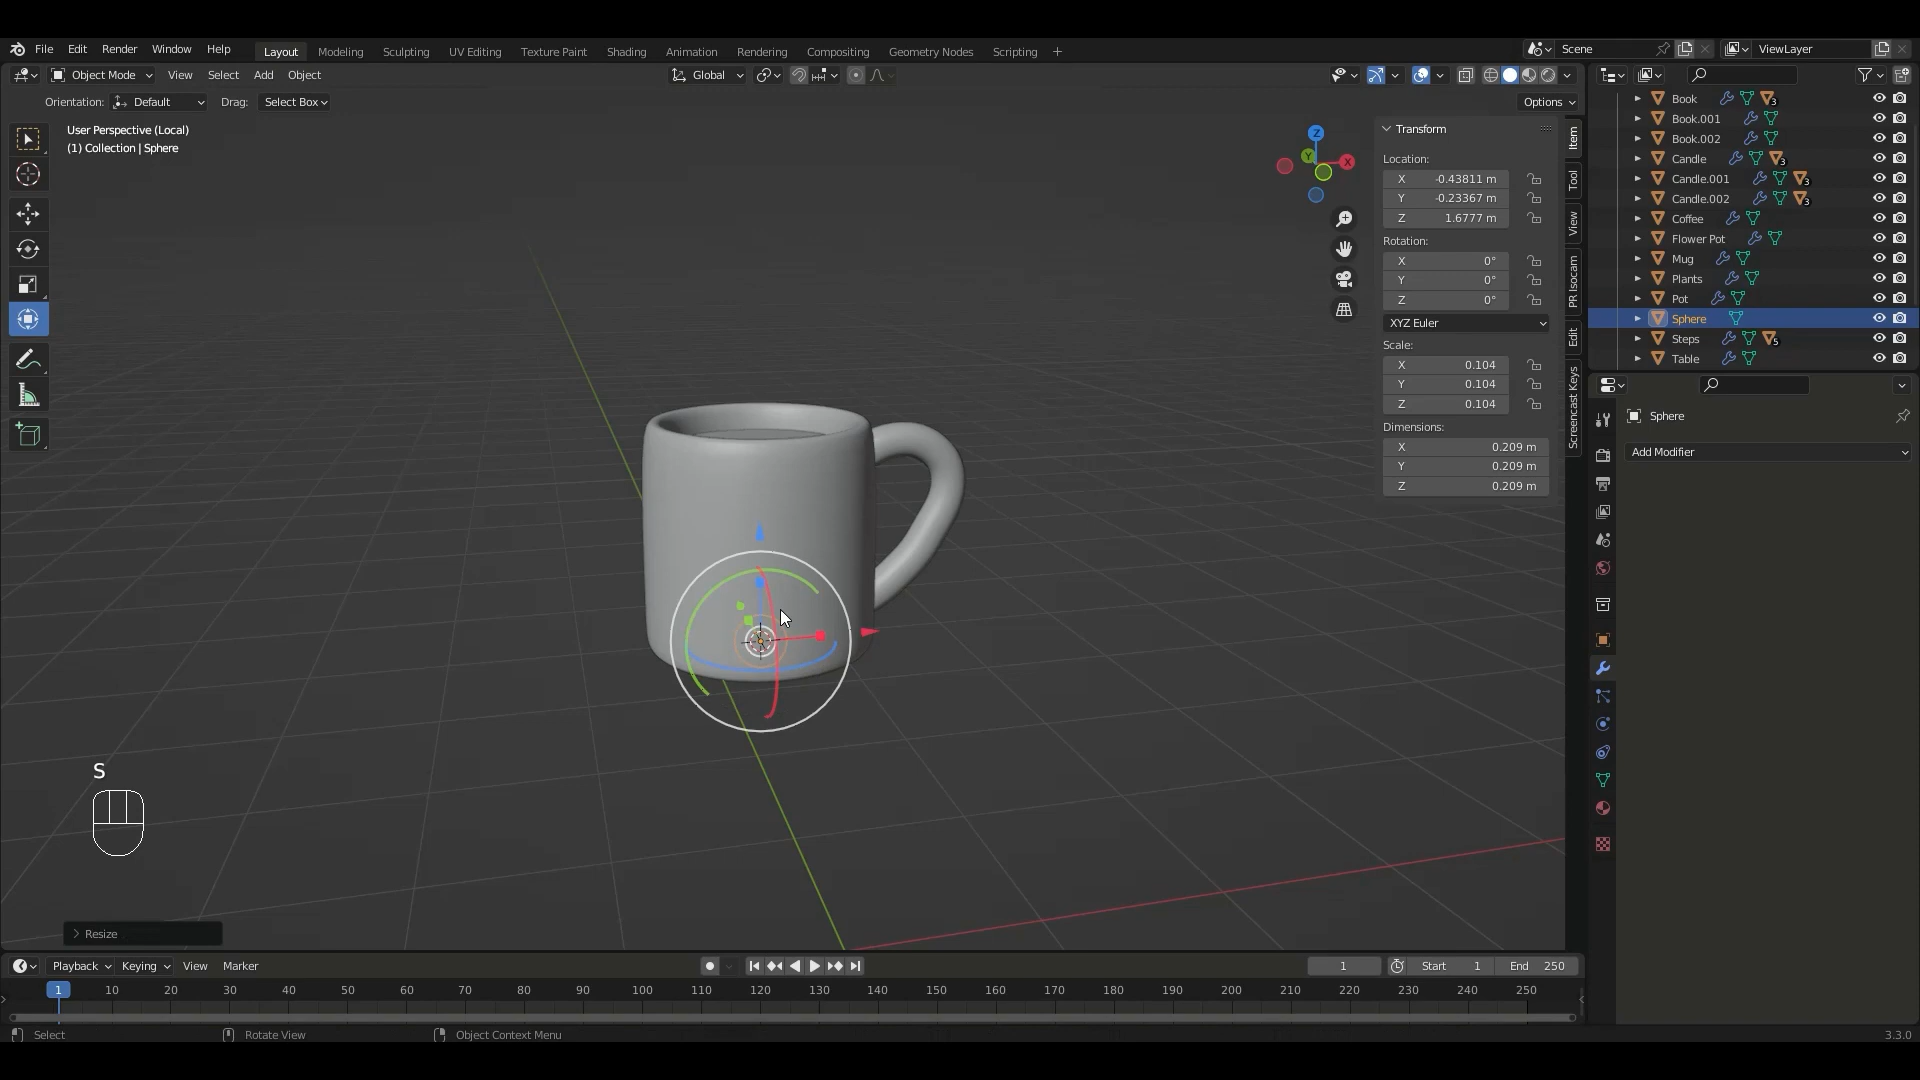 File Edit Render Window Help Layout Modeling Sculpting UV Editing Texture Paint Shading Animation Rendering Compositing Geometry Nodes Scripting + Scene ViewLayer
Object Mode View Select Add Object Global
Orientation: Default Drag: Select Box Options
User Perspective (Local)
(1) Collection | Sphere
Transform
Location:
X -0.43811 m
Y -0.23367 m
Z 1.6777 m
Rotation:
X 0°
Y 0°
Z 0°
XYZ Euler
Scale:
X 0.104
Y 0.104
Z 0.104
Dimensions:
X 0.209 m
Y 0.209 m
Z 0.209 m
Item
Tool
View
PR Isocam
Edit
Screencast Keys
Z
Y
X
Book 3
Book.001
Book.002
Candle 3
Candle.001 3
Candle.002 3
Coffee
Flower Pot
Mug
Plants
Pot
Sphere
Steps 5
Table
Sphere
Add Modifier
S
Resize
Playback Keying View Marker 1 Start 1 End 250
1 10 20 30 40 50 60 70 80 90 100 110 120 130 140 150 160 170 180 190 200 210 220 230 240 250
Select Rotate View Object Context Menu 3.3.0